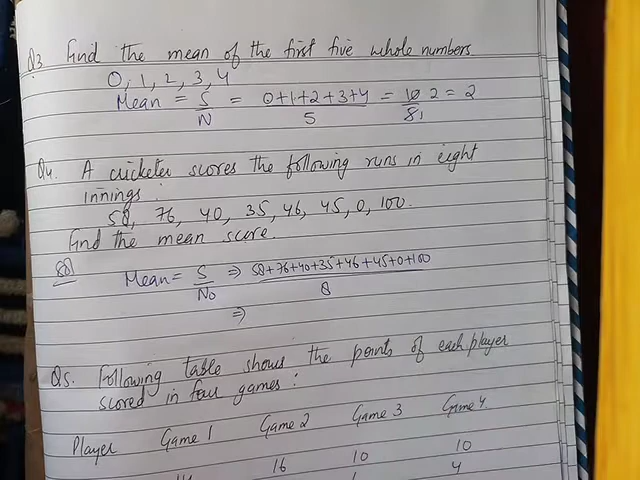 Q3 Find the mean of the first five whole numbers
0, 1, 2, 3, 4
Mean = S/N = 0+1+2+3+4/5 = 10/5 2 = 2
Q4. A cricketer scores the following runs in eight
innings:
58, 76, 40, 35, 46, 45, 0, 100.
Find the mean score.
Sol Mean = S/No ⇒ 58+76+40+35+46+45+0+100/8
⇒
Q5. Following table shows the points of each player
scored in four games:
Player Game 1 Game 2 Game 3 Game 4
16 10 10
4